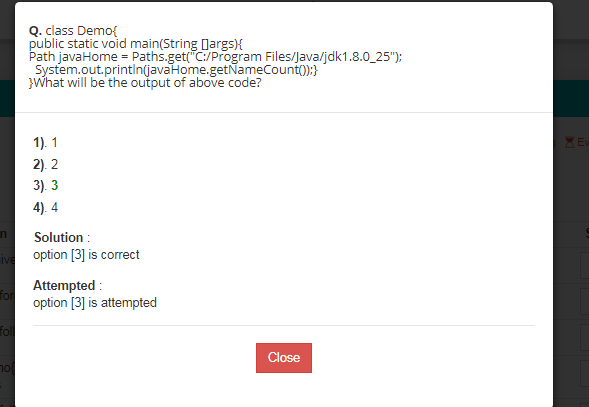 Q. class Demo{
public static void main(String []args){
Path javaHome = Paths.get("C:/Program Files/Java/jdk1.8.0_25");
System.out.println(javaHome.getNameCount());}
}What will be the output of above code?
1). 1
2). 2
3). 3
4). 4
Solution :
option [3] is correct
Attempted :
option [3] is attempted
Close